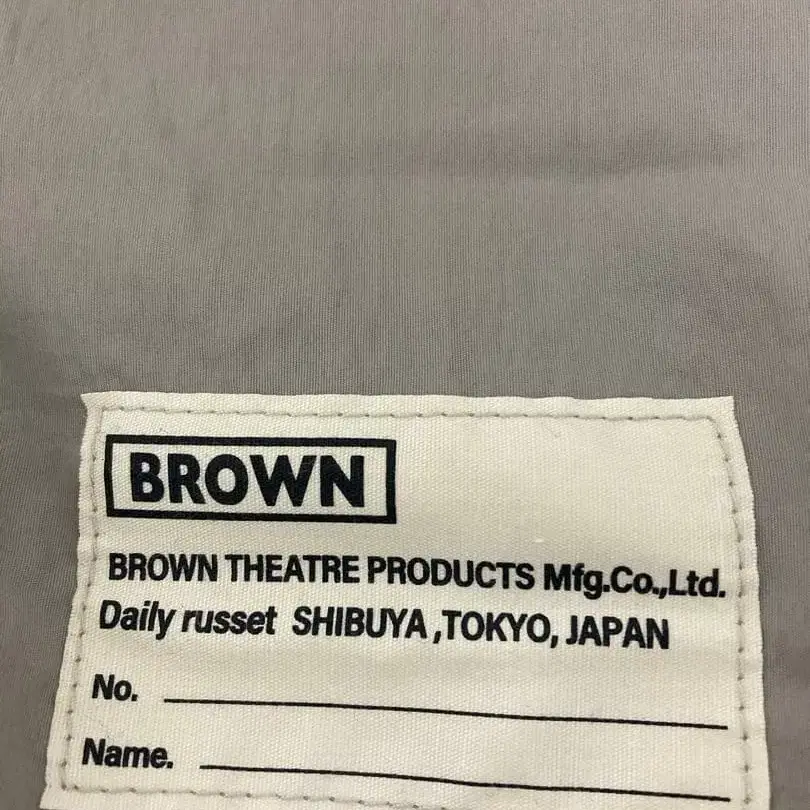 BROWN
BROWN THEATRE PRODUCTS Mfg.Co.,Ltd.
Daily russet SHIBUYA ,TOKYO, JAPAN
No.
Name.